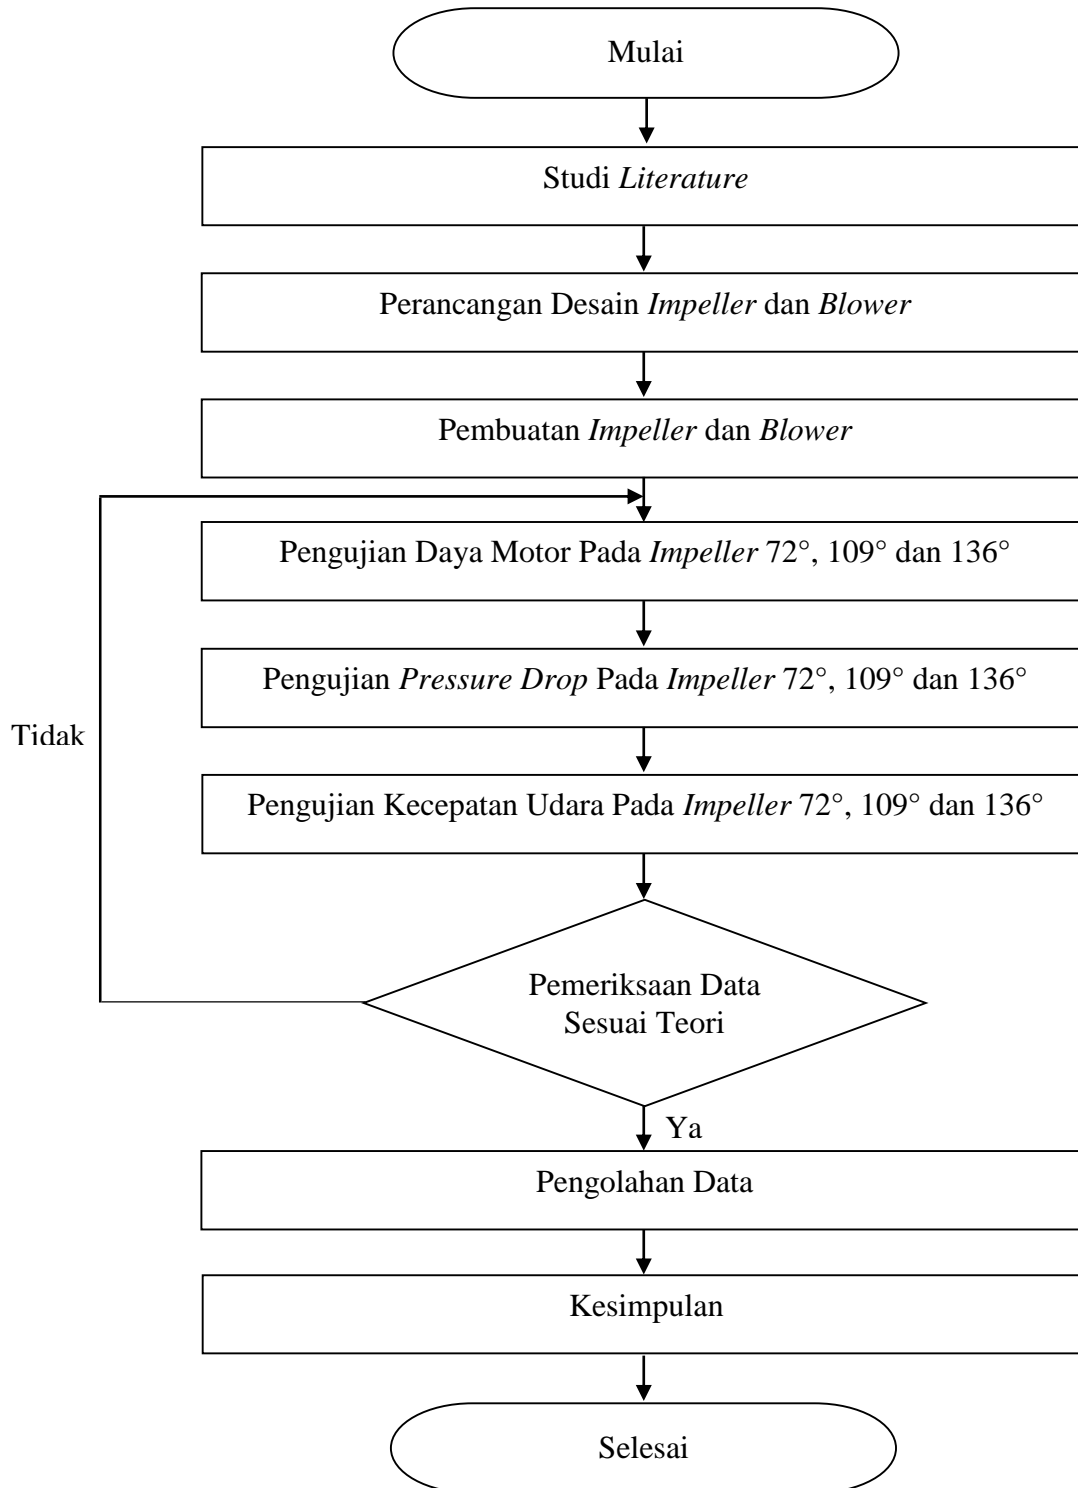 Mulai
Studi Literature
Perancangan Desain Impeller dan Blower
Pembuatan Impeller dan Blower
Pengujian Daya Motor Pada Impeller 72°, 109° dan 136°
Pengujian Pressure Drop Pada Impeller 72°, 109° dan 136°
Tidak
Pengujian Kecepatan Udara Pada Impeller 72°, 109° dan 136°
Pemeriksaan Data
Sesuai Teori
Ya
Pengolahan Data
Kesimpulan
Selesai